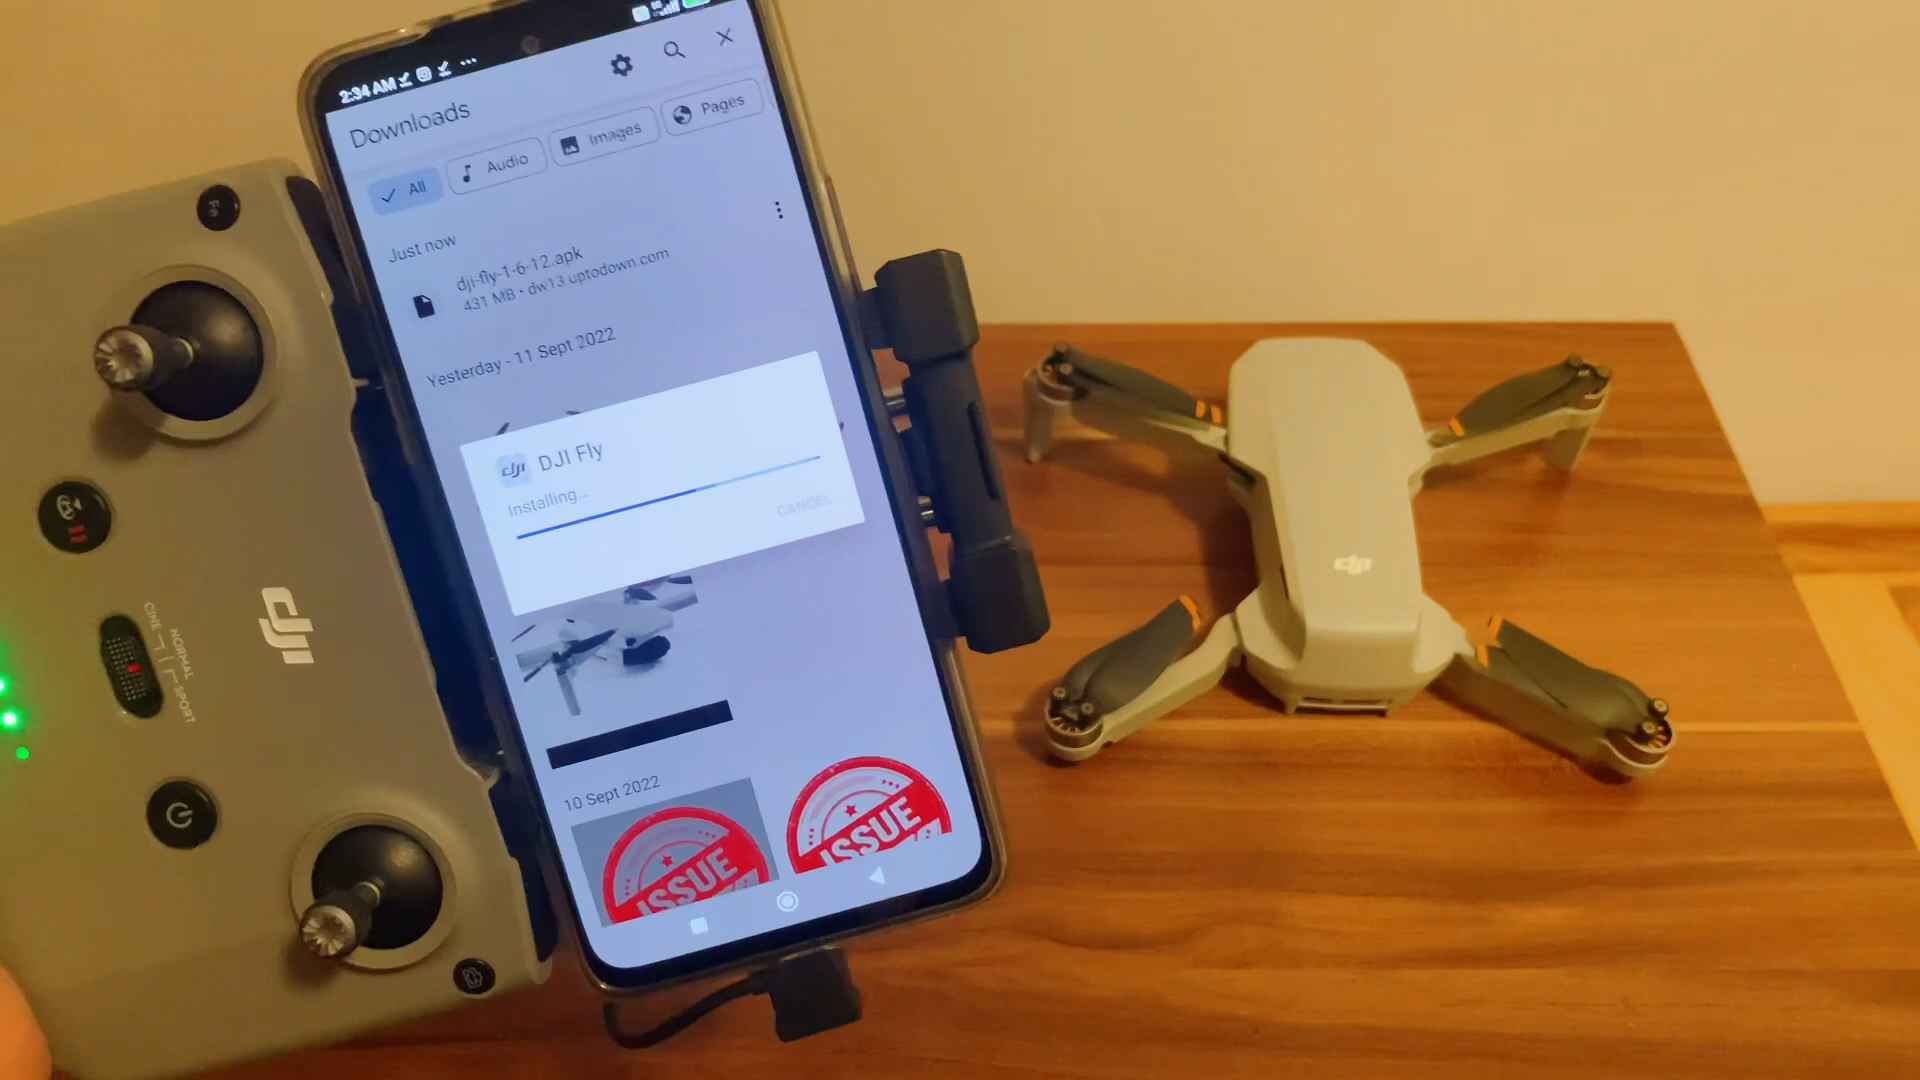 2:34 AM
Downloads
All
Audio
Images
Pages
Just now
dji-fly-1-6-12.apk
431 MB • dw13.uptodown.com
Yesterday - 11 Sept 2022
dji DJI Fly
Installing...
CANCEL
10 Sept 2022
ISSUE
ISSUE
Fn
CINE
NORMAL
SPORT
dji
dji